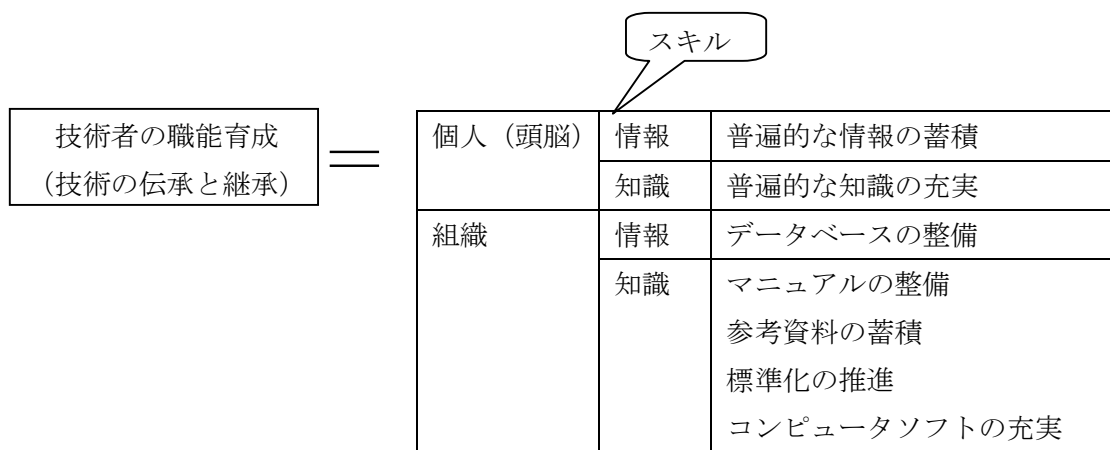 スキル
技術者の職能育成
(技術の伝承と継承)
=
個人(頭脳) 情報 普遍的な情報の蓄積
知識 普遍的な知識の充実
組織 情報 データベースの整備
知識 マニュアルの整備
参考資料の蓄積
標準化の推進
コンピュータソフトの充実